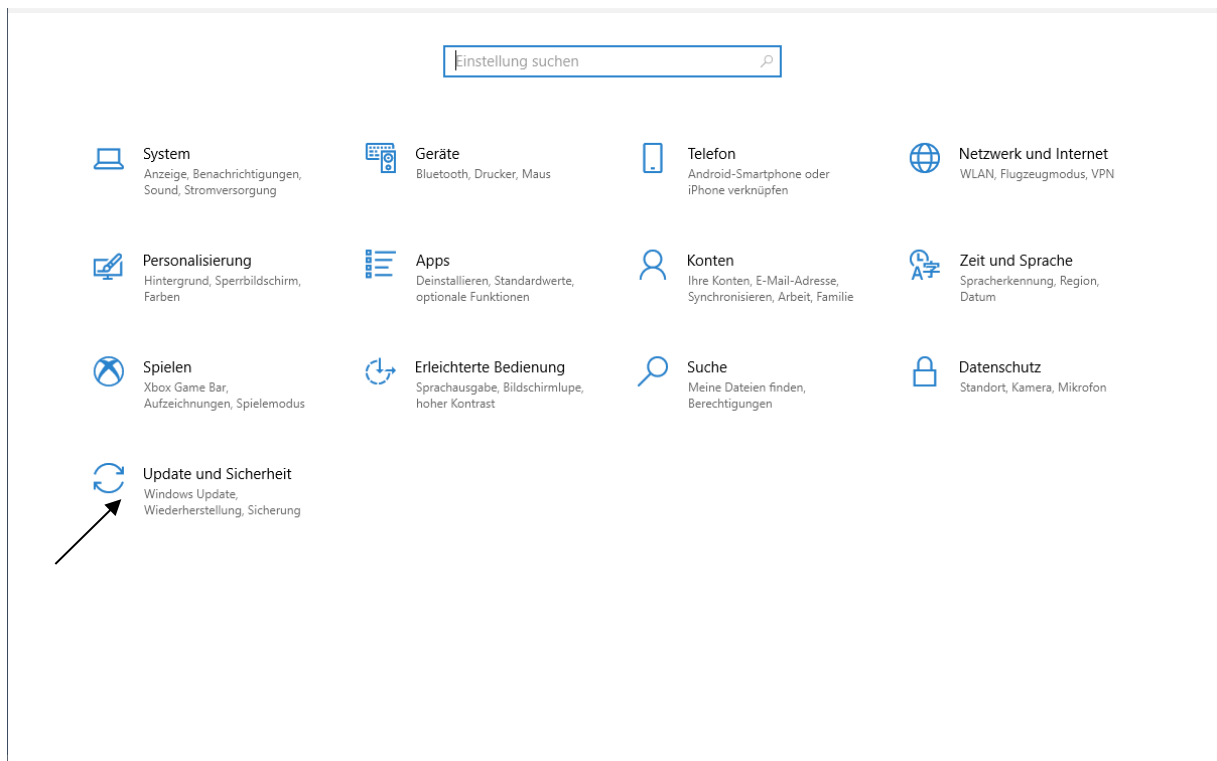 Einstellung suchen
System
Anzeige, Benachrichtigungen,
Sound, Stromversorgung
Geräte
Bluetooth, Drucker, Maus
Telefon
Android-Smartphone oder
iPhone verknüpfen
Netzwerk und Internet
WLAN, Flugzeugmodus, VPN
Personalisierung
Hintergrund, Sperrbildschirm,
Farben
Apps
Deinstallieren, Standardwerte,
optionale Funktionen
Konten
Ihre Konten, E-Mail-Adresse,
Synchronisieren, Arbeit, Familie
Zeit und Sprache
Spracherkennung, Region,
Datum
Spielen
Xbox Game Bar,
Aufzeichnungen, Spielemodus
Erleichterte Bedienung
Sprachausgabe, Bildschirmlupe,
hoher Kontrast
Suche
Meine Dateien finden,
Berechtigungen
Datenschutz
Standort, Kamera, Mikrofon
Update und Sicherheit
Windows Update,
Wiederherstellung, Sicherung